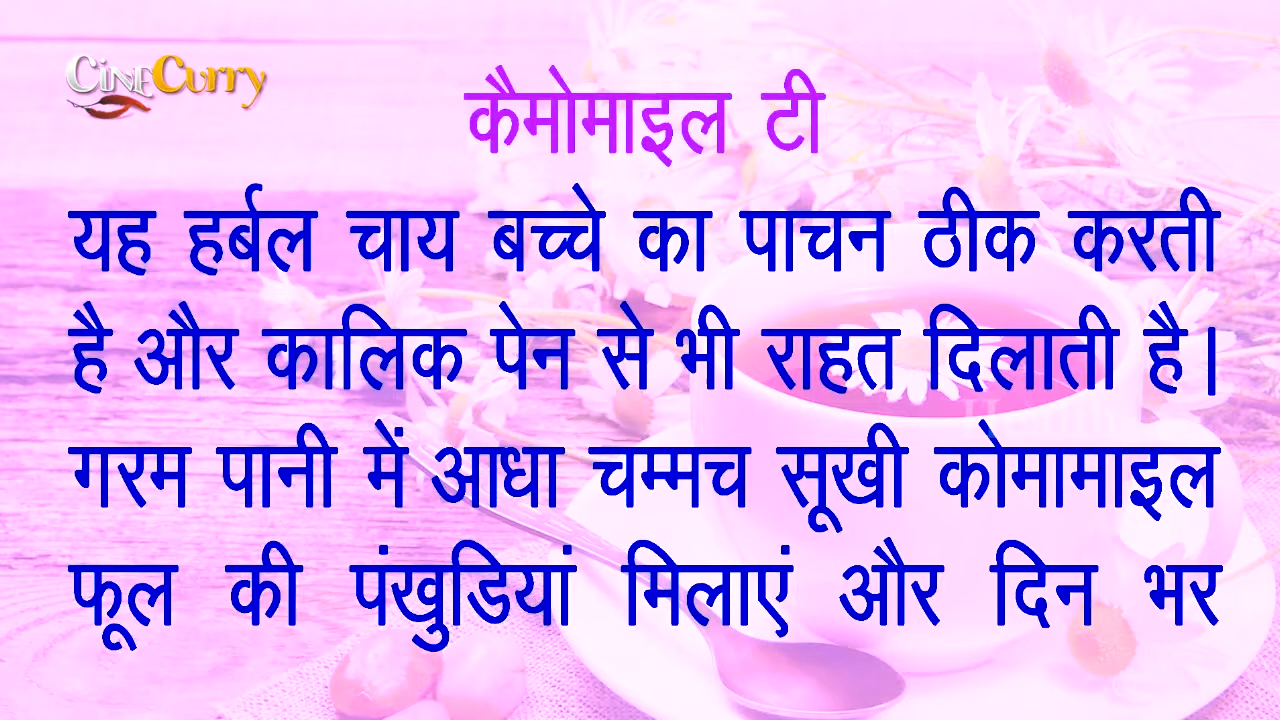 CineCurry
कैमोमाइल टी
यह हर्बल चाय बच्चे का पाचन ठीक करती
है और कालिक पेन से भी राहत दिलाती है।
गरम पानी में आधा चम्मच सूखी कोमामाइल
फूल की पंखुडियां मिलाएं और दिन भर